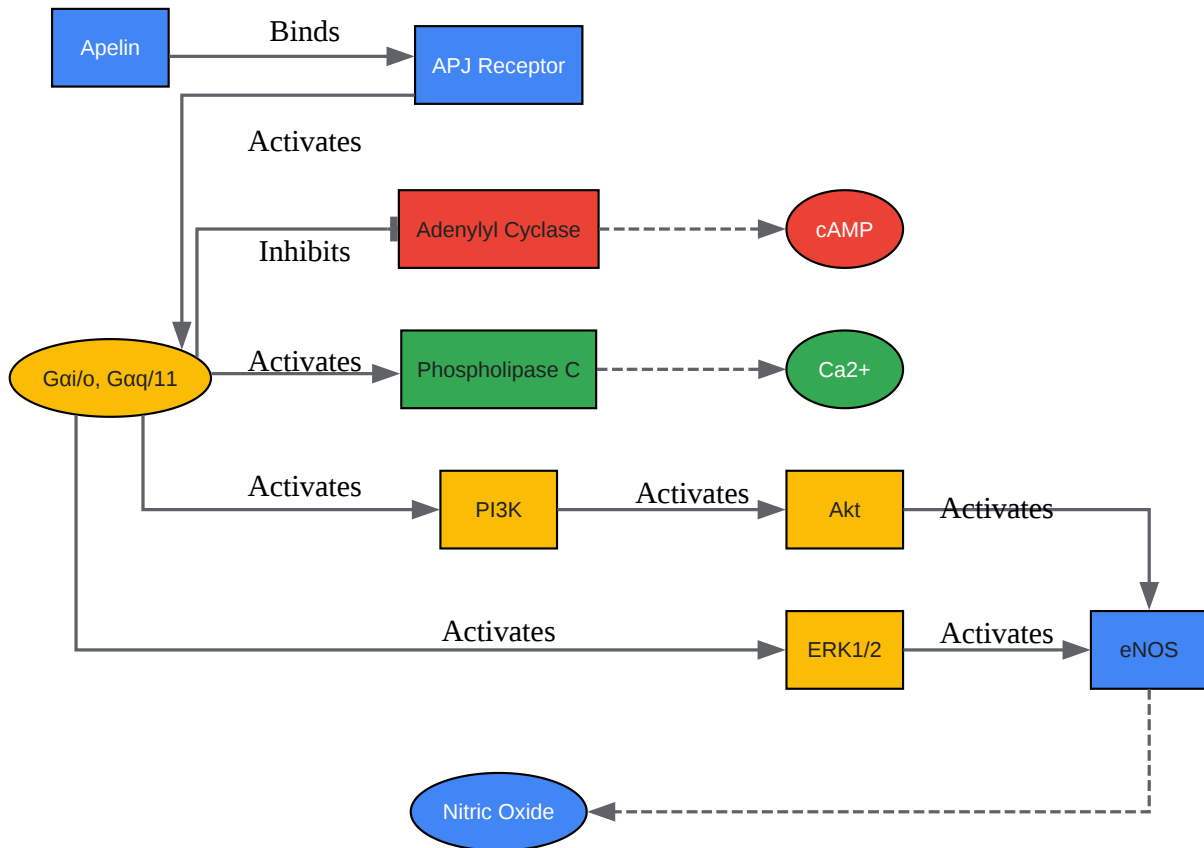 Apelin
Binds
APJ Receptor
Activates
Inhibits
Adenylyl Cyclase
cAMP
Gαi/o, Gαq/11
Activates
Phospholipase C
Ca2+
Activates
PI3K
Activates
Akt
Activates
Activates
ERK1/2
Activates
eNOS
Nitric Oxide